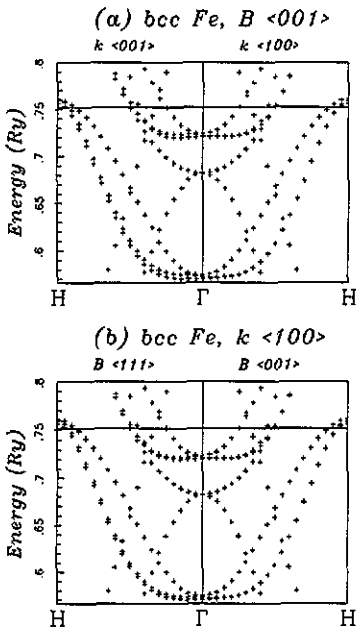 (a) bcc Fe, B <001>
k <001> k <100>
Energy (Ry)
.8
.75
.7
.65
.6
H Γ H
(b) bcc Fe, k <100>
B <111> B <001>
Energy (Ry)
.8
.75
.7
.65
.6
H Γ H